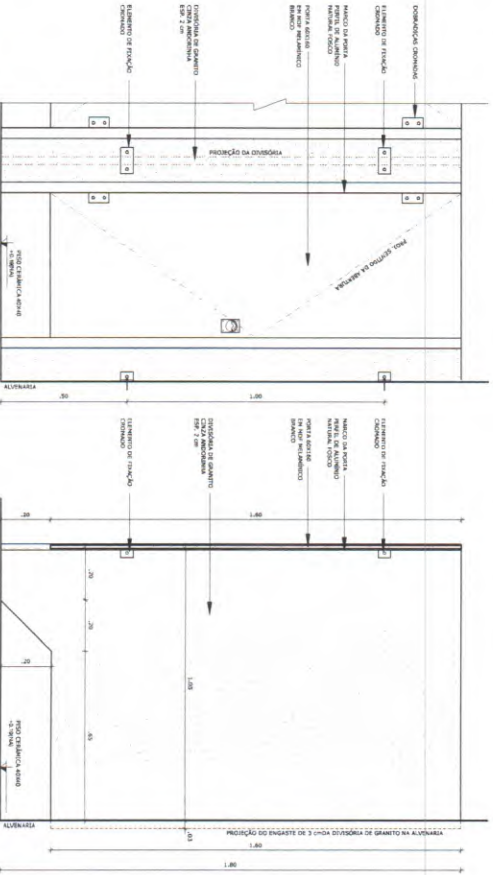 DOBRADIÇAS CROMADAS
ELEMENTO DE FIXAÇÃO
CROMADO
MARCO DA PORTA
PERFIL DE ALUMÍNIO
NATURAL FOSCO
PORTA 60X160
EM MDF MELAMÍNICO
BRANCO
DIVISÓRIA DE GRANITO
CINZA ANDORINHA
ESP. 2 cm
ELEMENTO DE FIXAÇÃO
CROMADO
PROJEÇÃO DA DIVISÓRIA
PROJ. SENTIDO DA ABERTURA
PISO CERÂMICA 40X40
ALVENARIA
.50
1.00
ELEMENTO DE FIXAÇÃO
CROMADO
MARCO DA PORTA
PERFIL DE ALUMÍNIO
NATURAL FOSCO
PORTA 60X160
EM MDF MELAMÍNICO
BRANCO
DIVISÓRIA DE GRANITO
CINZA ANDORINHA
ESP. 2 cm
ELEMENTO DE FIXAÇÃO
CROMADO
.20
1.60
.20
.20
.20
PISO CERÂMICA 40X40
ALVENARIA
.03
PROJEÇÃO DO ENGASTE DE 3 cm DA DIVISÓRIA DE GRANITO NA ALVENARIA
1.60
1.80